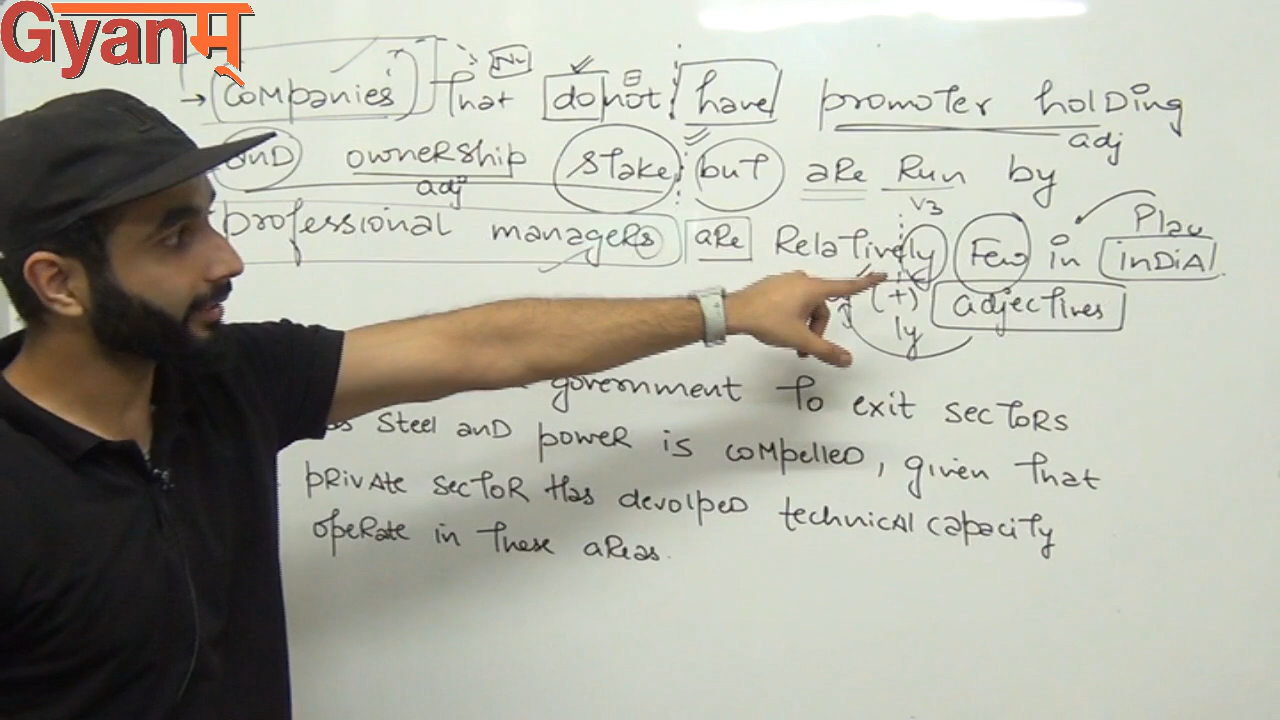 Gyanम्
N
→ Companies that do not have promoter holding
adj
and ownership stake but are Run by
adj
V3
professional managers are Relatively Few in India
Play
(+) adjectives
ly
government to exit sectors
as Steel and power is compelled, given that
private sector has devolped technical capacity
operate in these areas.